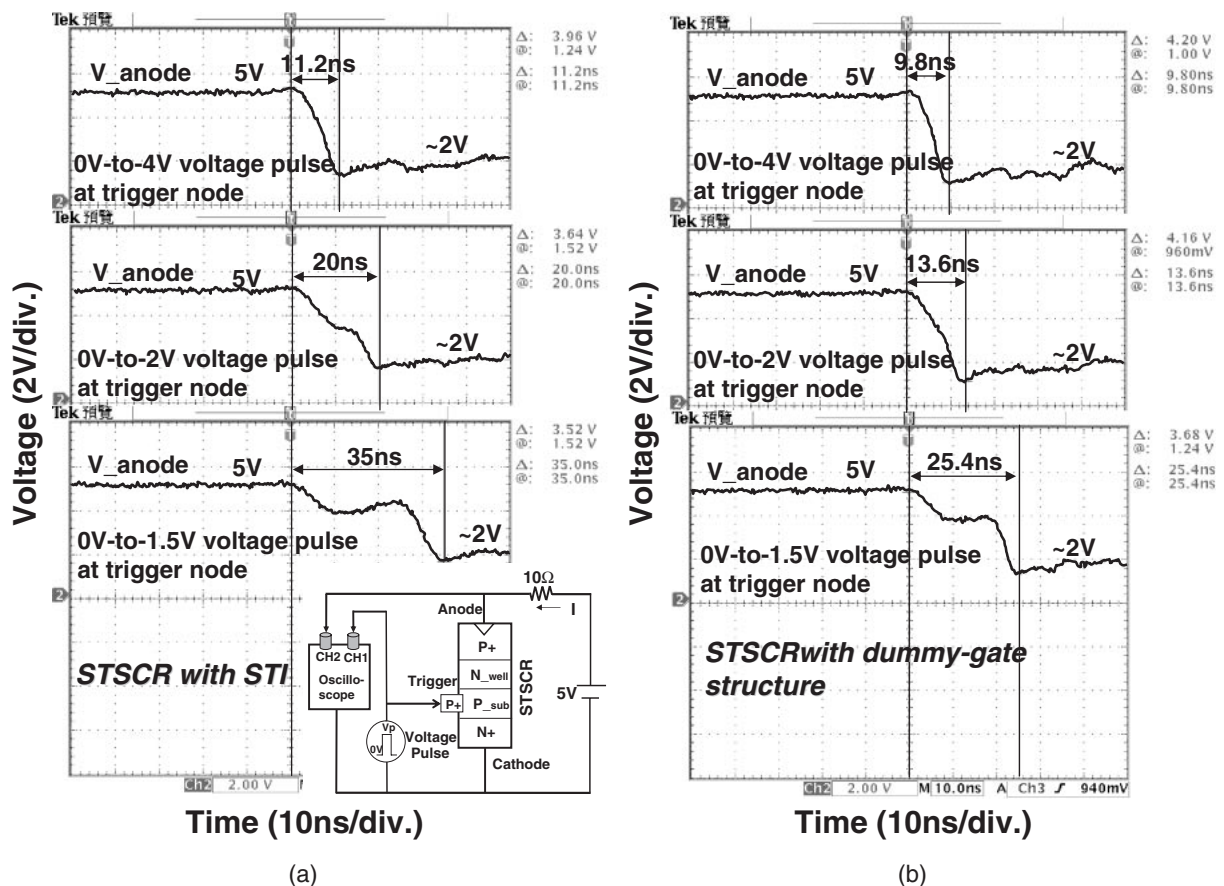 Tek 預覽
Δ: 3.96 V
@: 1.24 V
Δ: 11.2ns
@: 11.2ns
11.2ns
V_anode 5V
~2V
0V-to-4V voltage pulse
at trigger node
2
Tek 預覽
Δ: 3.64 V
@: 1.52 V
Δ: 20.0ns
@: 20.0ns
20ns
V_anode 5V
~2V
0V-to-2V voltage pulse
at trigger node
2
Tek 預覽
Δ: 3.52 V
@: 1.52 V
Δ: 35.0ns
@: 35.0ns
35ns
V_anode 5V
~2V
0V-to-1.5V voltage pulse
at trigger node
2
STSCR with STI
10Ω
I
Anode
CH2 CH1
Oscillo-
scope
P+
N_well
Trigger
P+
P_sub
STSCR
5V
Vp
0V
Voltage
Pulse
N+
Cathode
Ch2 2.00 V
Voltage (2V/div.)
Time (10ns/div.)
(a)
Tek 預覽
Δ: 4.20 V
@: 1.00 V
Δ: 9.80ns
@: 9.80ns
9.8ns
V_anode 5V
~2V
0V-to-4V voltage pulse
at trigger node
2
Tek 預覽
Δ: 4.16 V
@: 960mV
Δ: 13.6ns
@: 13.6ns
13.6ns
V_anode 5V
~2V
0V-to-2V voltage pulse
at trigger node
2
Tek 預覽
Δ: 3.68 V
@: 1.24 V
Δ: 25.4ns
@: 25.4ns
25.4ns
V_anode 5V
~2V
0V-to-1.5V voltage pulse
at trigger node
2
STSCRwith dummy-gate
structure
Ch2 2.00 V M 10.0ns A Ch3 ƒ 940mV
Voltage (2V/div.)
Time (10ns/div.)
(b)